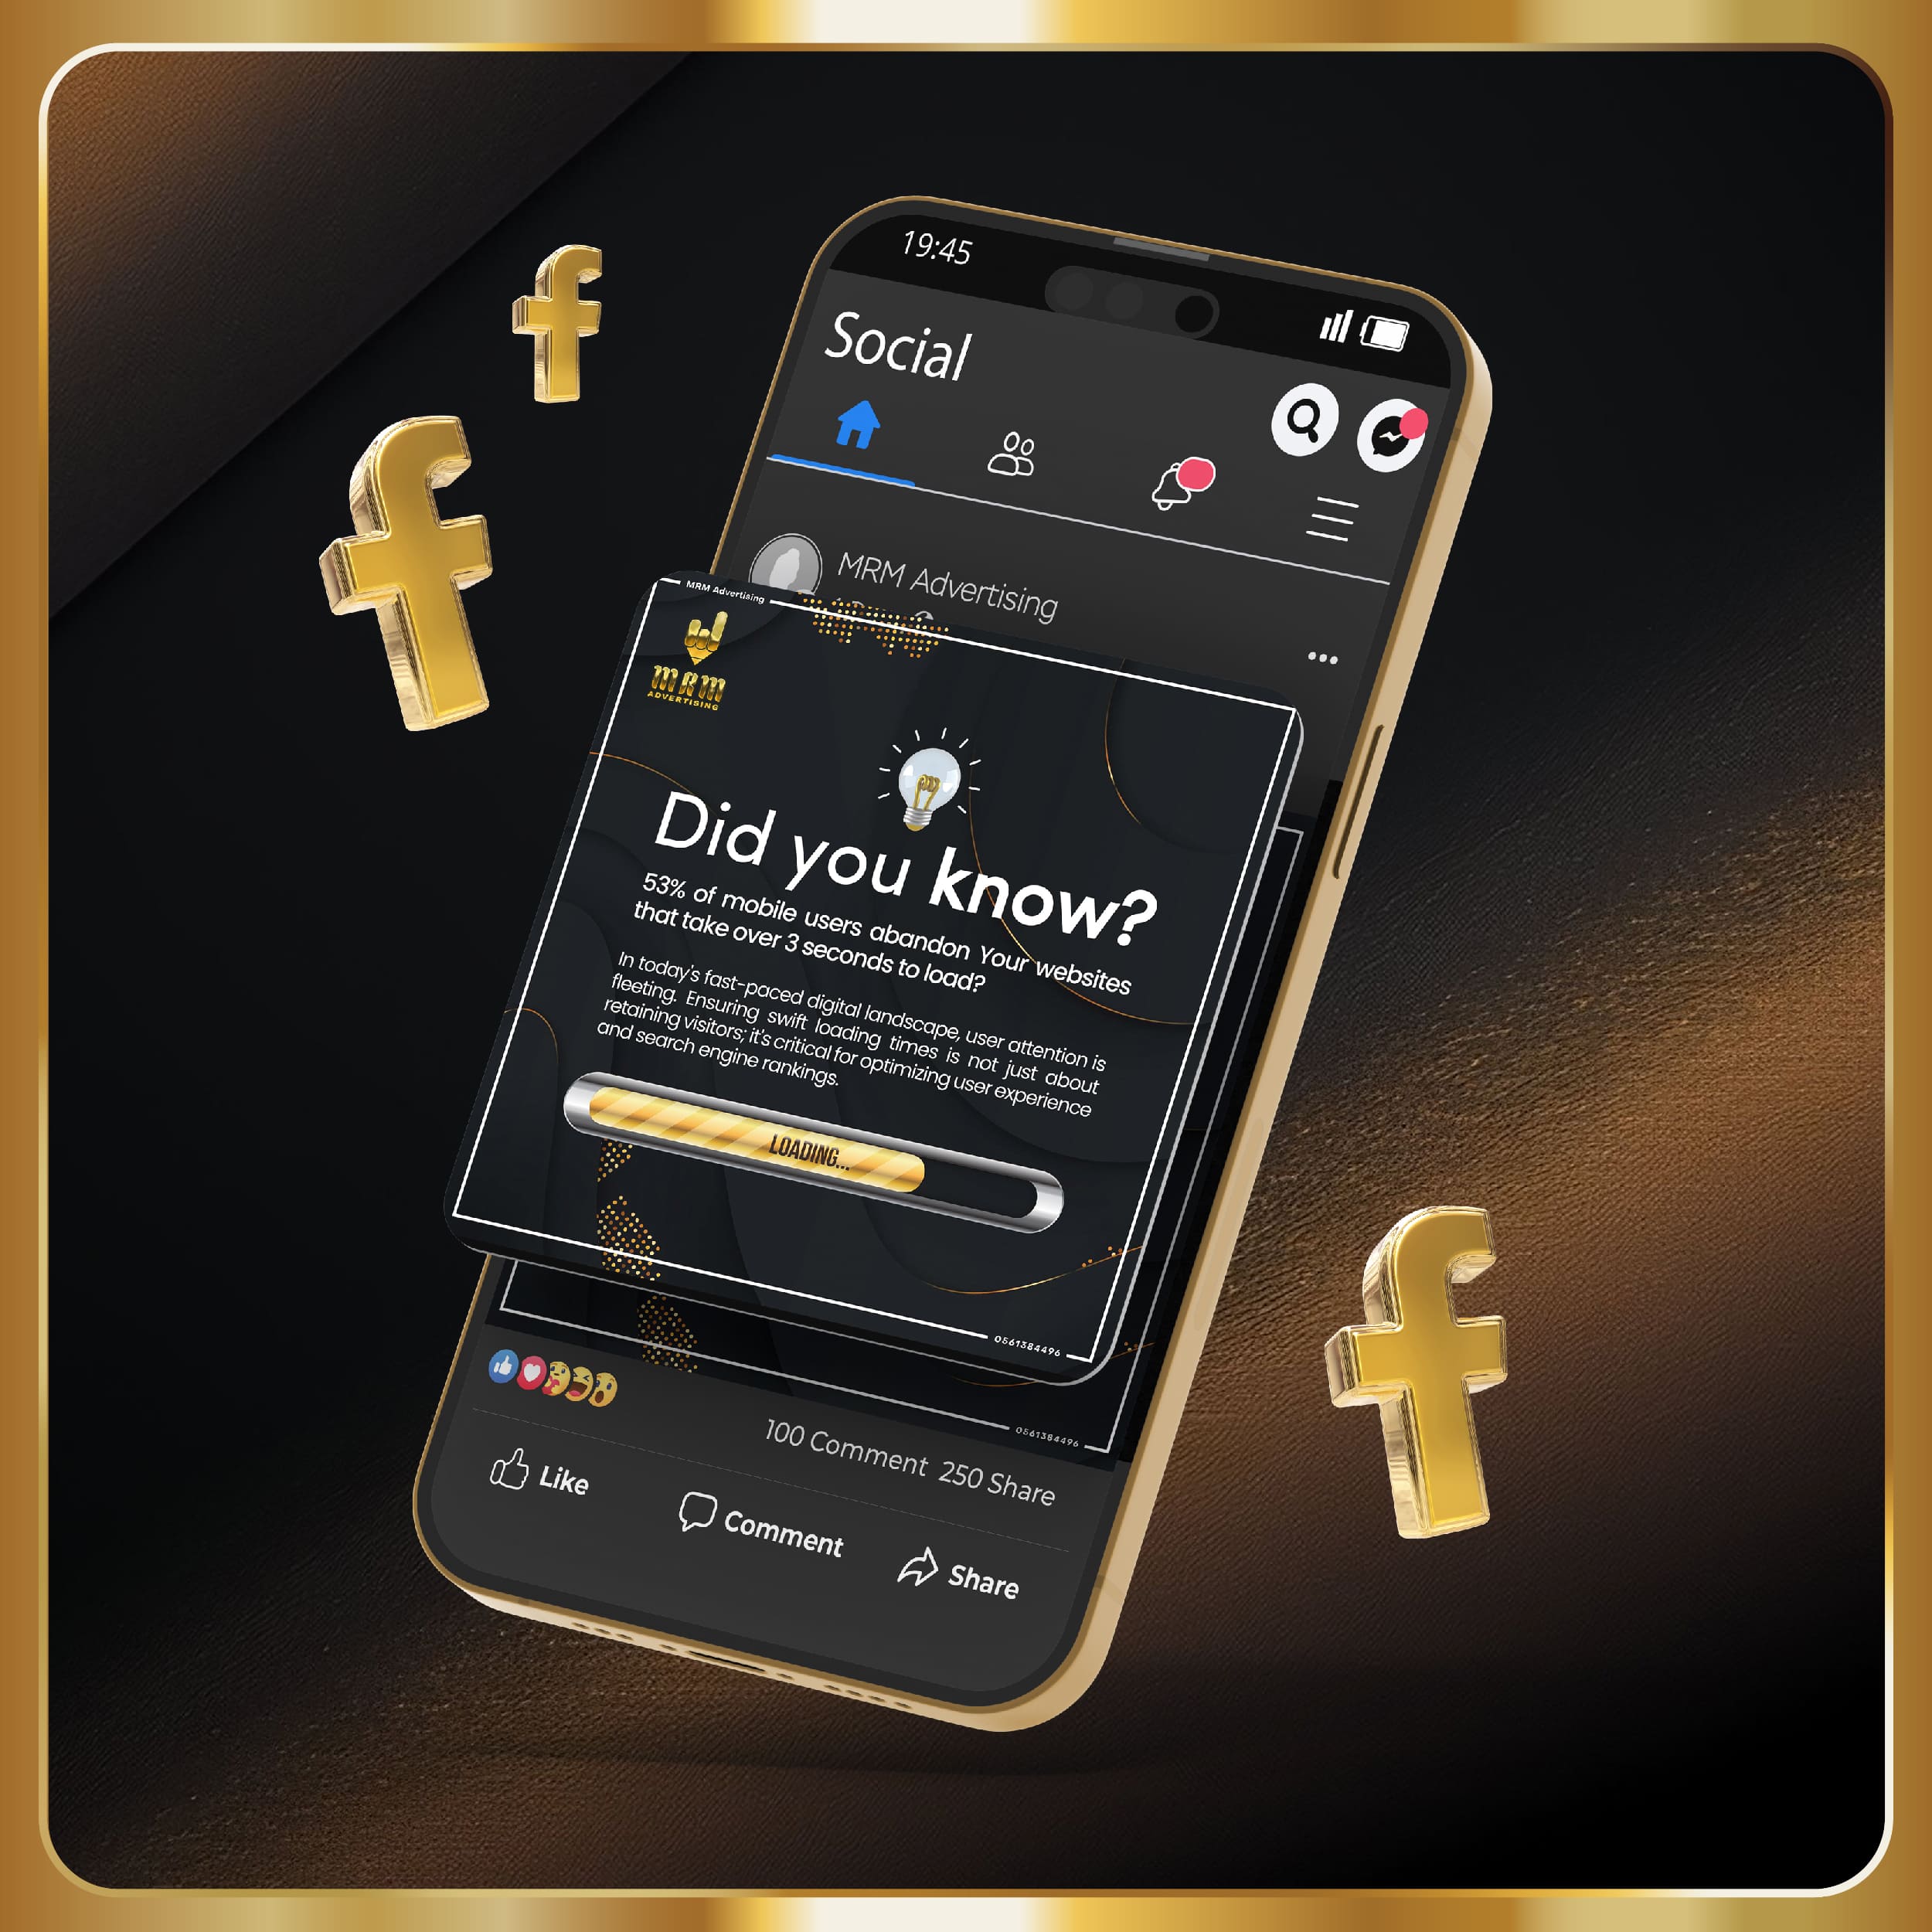 19:45
Social
MRM Advertising
MRM Advertising
MRM
ADVERTISING
Did you know?
53% of mobile users abandon Your websites
that take over 3 seconds to load?
In today's fast-paced digital landscape, user attention is
fleeting. Ensuring swift loading times is not just about
retaining visitors; it's critical for optimizing user experience
and search engine rankings.
LOADING...
0561384496
0561384496
100 Comment 250 Share
Like
Comment
Share
f
f
f